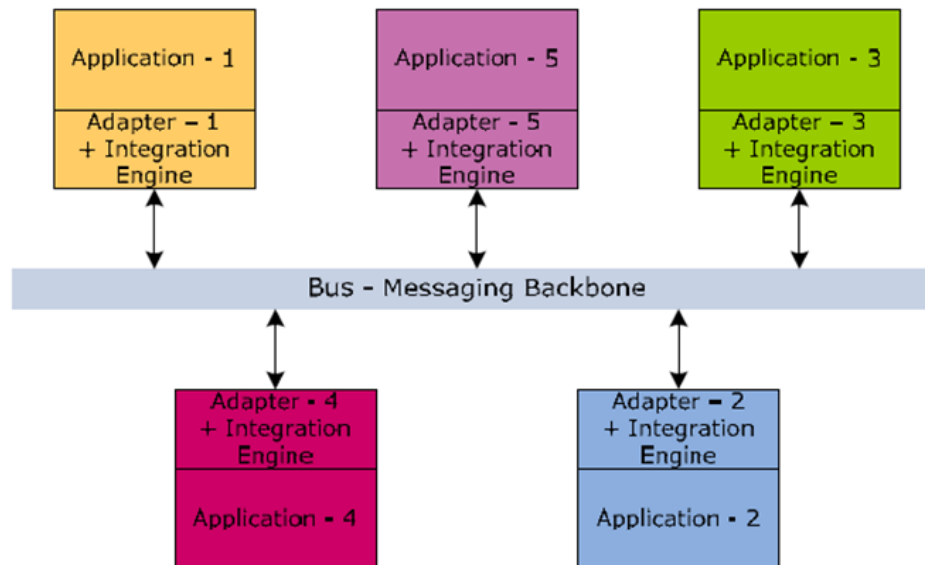 Application - 1
Adapter – 1
+ Integration
Engine
Application - 5
Adapter - 5
+ Integration
Engine
Application - 3
Adapter – 3
+ Integration
Engine
Bus - Messaging Backbone
Adapter - 4
+ Integration
Engine
Application - 4
Adapter – 2
+ Integration
Engine
Application - 2